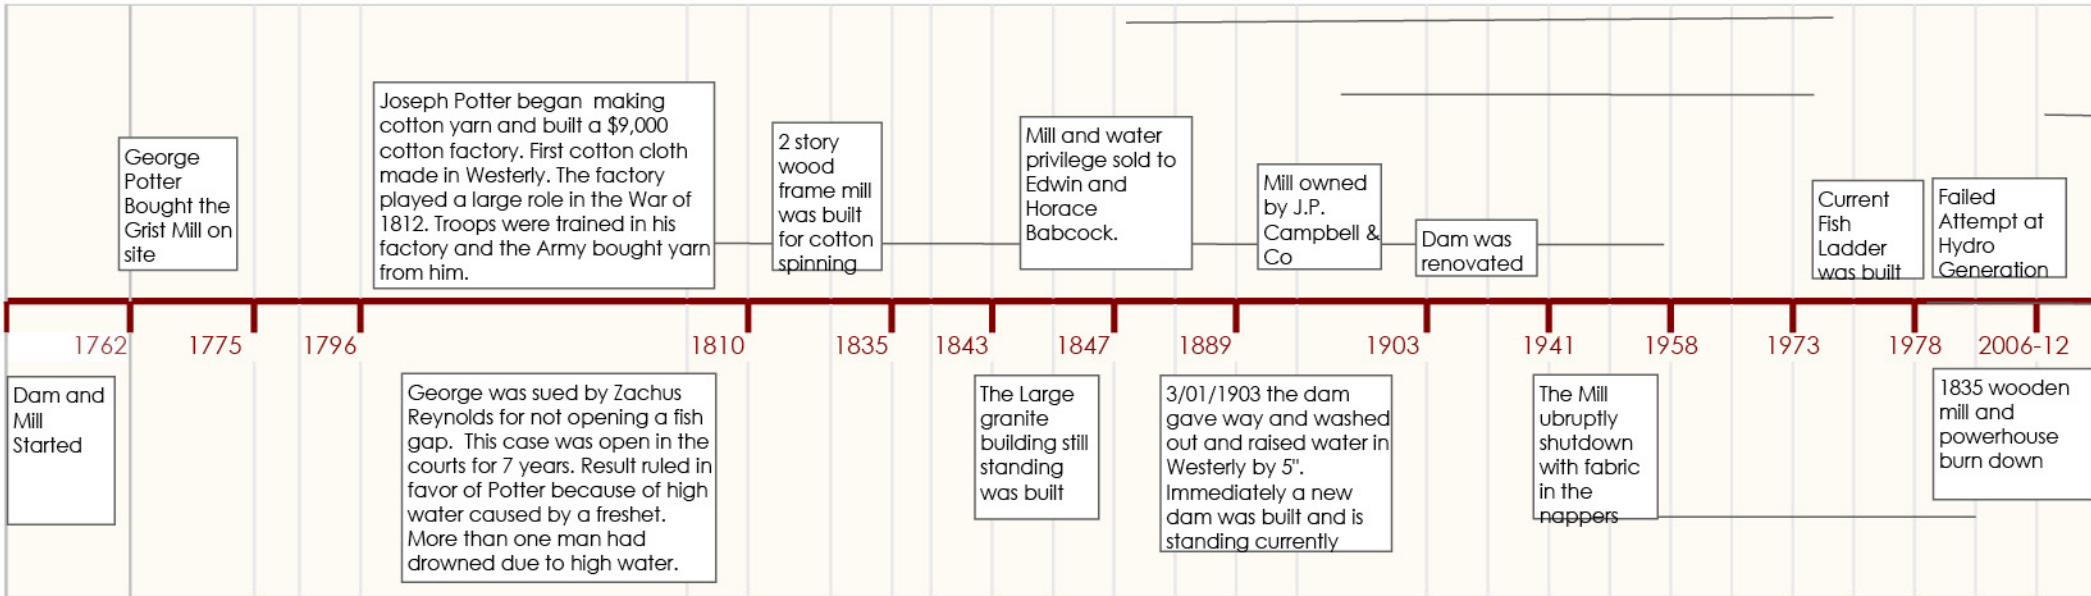 George
Potter
Bought the
Grist Mill on
site
Joseph Potter began  making
cotton yarn and built a $9,000
cotton factory. First cotton cloth
made in Westerly. The factory
played a large role in the War of
1812. Troops were trained in his
factory and the Army bought yarn
from him.
2 story
wood
frame mill
was built
for cotton
spinning
Mill and water
privilege sold to
Edwin and
Horace
Babcock.
Mill owned
by J.P.
Campbell &
Co
Dam was
renovated
Current
Fish
Ladder
was built
Failed
Attempt at
Hydro
Generation
1762
1775
1796
1810
1835
1843
1847
1889
1903
1941
1958
1973
1978
2006-12
Dam and
Mill
Started
George was sued by Zachus
Reynolds for not opening a fish
gap.  This case was open in the
courts for 7 years. Result ruled in
favor of Potter because of high
water caused by a freshet.
More than one man had
drowned due to high water.
The Large
granite
building still
standing
was built
3/01/1903 the dam
gave way and washed
out and raised water in
Westerly by 5".
Immediately a new
dam was built and is
standing currently
The Mill
ubruptly
shutdown
with fabric
in the
nappers
1835 wooden
mill and
powerhouse
burn down